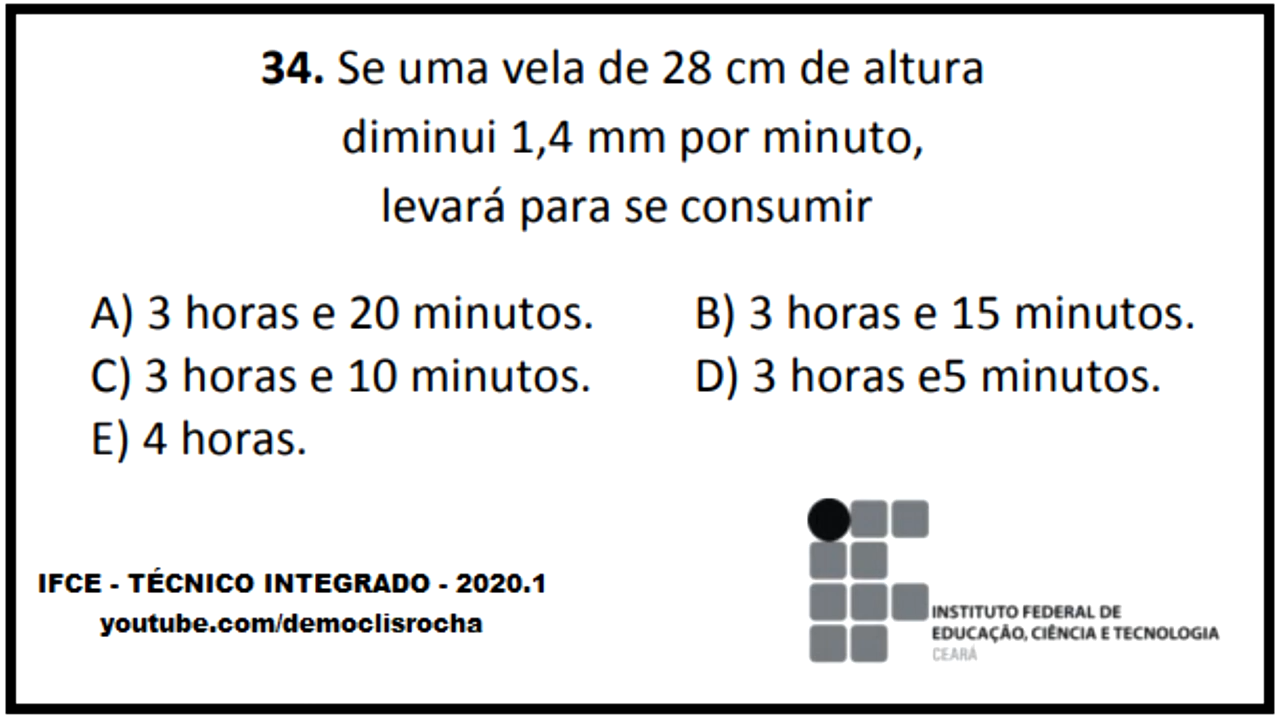 34. Se uma vela de 28 cm de altura
diminui 1,4 mm por minuto,
levará para se consumir
A) 3 horas e 20 minutos. B) 3 horas e 15 minutos.
C) 3 horas e 10 minutos. D) 3 horas e5 minutos.
E) 4 horas.
IFCE - TÉCNICO INTEGRADO - 2020.1
youtube.com/democlisrocha
INSTITUTO FEDERAL DE
EDUCAÇÃO, CIÊNCIA E TECNOLOGIA
CEARÁ